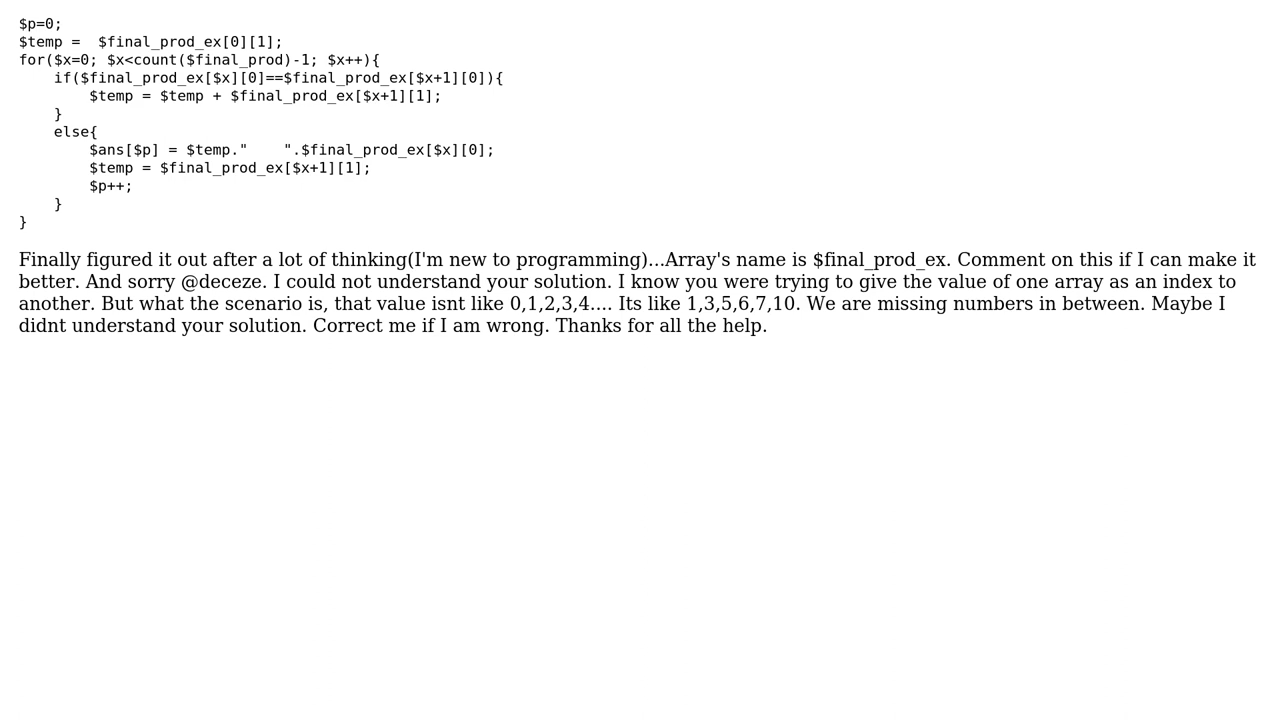 $p=0;
$temp =  $final_prod_ex[0][1];
for($x=0; $x<count($final_prod)-1; $x++){
    if($final_prod_ex[$x][0]==$final_prod_ex[$x+1][0]){
        $temp = $temp + $final_prod_ex[$x+1][1];
    }
    else{
        $ans[$p] = $temp."    ".$final_prod_ex[$x][0];
        $temp = $final_prod_ex[$x+1][1];
        $p++;
    }
}
Finally figured it out after a lot of thinking(I'm new to programming)...Array's name is $final_prod_ex. Comment on this if I can make it
better. And sorry @deceze. I could not understand your solution. I know you were trying to give the value of one array as an index to
another. But what the scenario is, that value isnt like 0,1,2,3,4.... Its like 1,3,5,6,7,10. We are missing numbers in between. Maybe I
didnt understand your solution. Correct me if I am wrong. Thanks for all the help.